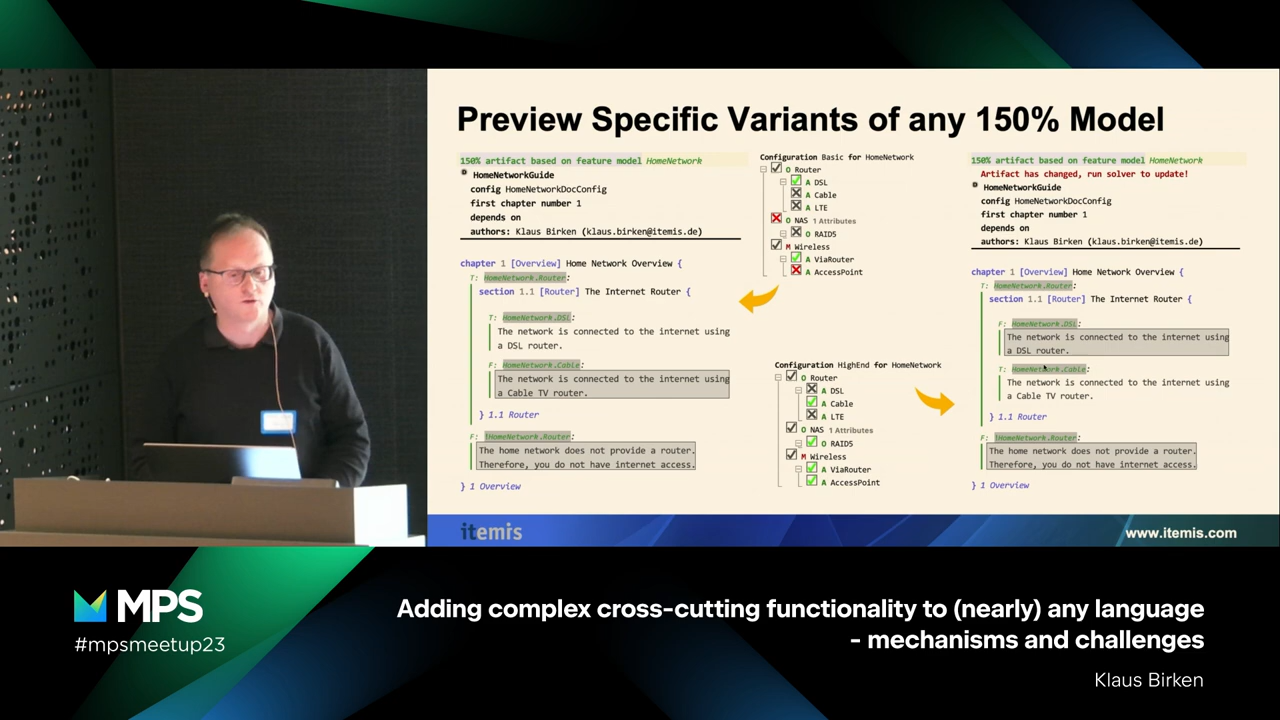 Preview Specific Variants of any 150% Model
150% artifact based on feature model HomeNetwork
HomeNetworkGuide
config HomeNetworkDocConfig
first chapter number 1
depends on
authors: Klaus Birken (klaus.birken@itemis.de)
chapter 1 [Overview] Home Network Overview {
T: HomeNetwork.Router:
section 1.1 [Router] The Internet Router {
T: HomeNetwork.DSL:
The network is connected to the internet using
a DSL router.
F: HomeNetwork.Cable:
The network is connected to the internet using
a Cable TV router.
} 1.1 Router
F: !HomeNetwork.Router:
The home network does not provide a router.
Therefore, you do not have internet access.
} 1 Overview
Configuration Basic for HomeNetwork
O Router
A DSL
A Cable
A LTE
O NAS 1 Attributes
O RAID5
M Wireless
A ViaRouter
A AccessPoint
Configuration HighEnd for HomeNetwork
O Router
A DSL
A Cable
A LTE
O NAS 1 Attributes
O RAID5
M Wireless
A ViaRouter
A AccessPoint
150% artifact based on feature model HomeNetwork
Artifact has changed, run solver to update!
HomeNetworkGuide
config HomeNetworkDocConfig
first chapter number 1
depends on
authors: Klaus Birken (klaus.birken@itemis.de)
chapter 1 [Overview] Home Network Overview {
T: HomeNetwork.Router:
section 1.1 [Router] The Internet Router {
F: HomeNetwork.DSL:
The network is connected to the internet using
a DSL router.
T: HomeNetwork.Cable:
The network is connected to the internet using
a Cable TV router.
} 1.1 Router
F: !HomeNetwork.Router:
The home network does not provide a router.
Therefore, you do not have internet access.
} 1 Overview
itemis
www.itemis.com
MPS
#mpsmeetup23
Adding complex cross-cutting functionality to (nearly) any language
- mechanisms and challenges
Klaus Birken